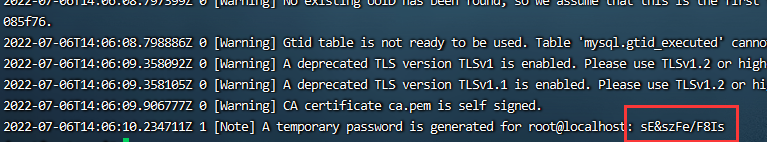 2022-07-06T14:06:08.797399Z 0 [Warning] No existing UUID has been found, so we assume that this is the first
085f76.
2022-07-06T14:06:08.798886Z 0 [Warning] Gtid table is not ready to be used. Table 'mysql.gtid_executed' canno
2022-07-06T14:06:09.358092Z 0 [Warning] A deprecated TLS version TLSv1 is enabled. Please use TLSv1.2 or high
2022-07-06T14:06:09.358105Z 0 [Warning] A deprecated TLS version TLSv1.1 is enabled. Please use TLSv1.2 or hi
2022-07-06T14:06:09.906777Z 0 [Warning] CA certificate ca.pem is self signed.
2022-07-06T14:06:10.234711Z 1 [Note] A temporary password is generated for root@localhost: sE&szFe/F8Is